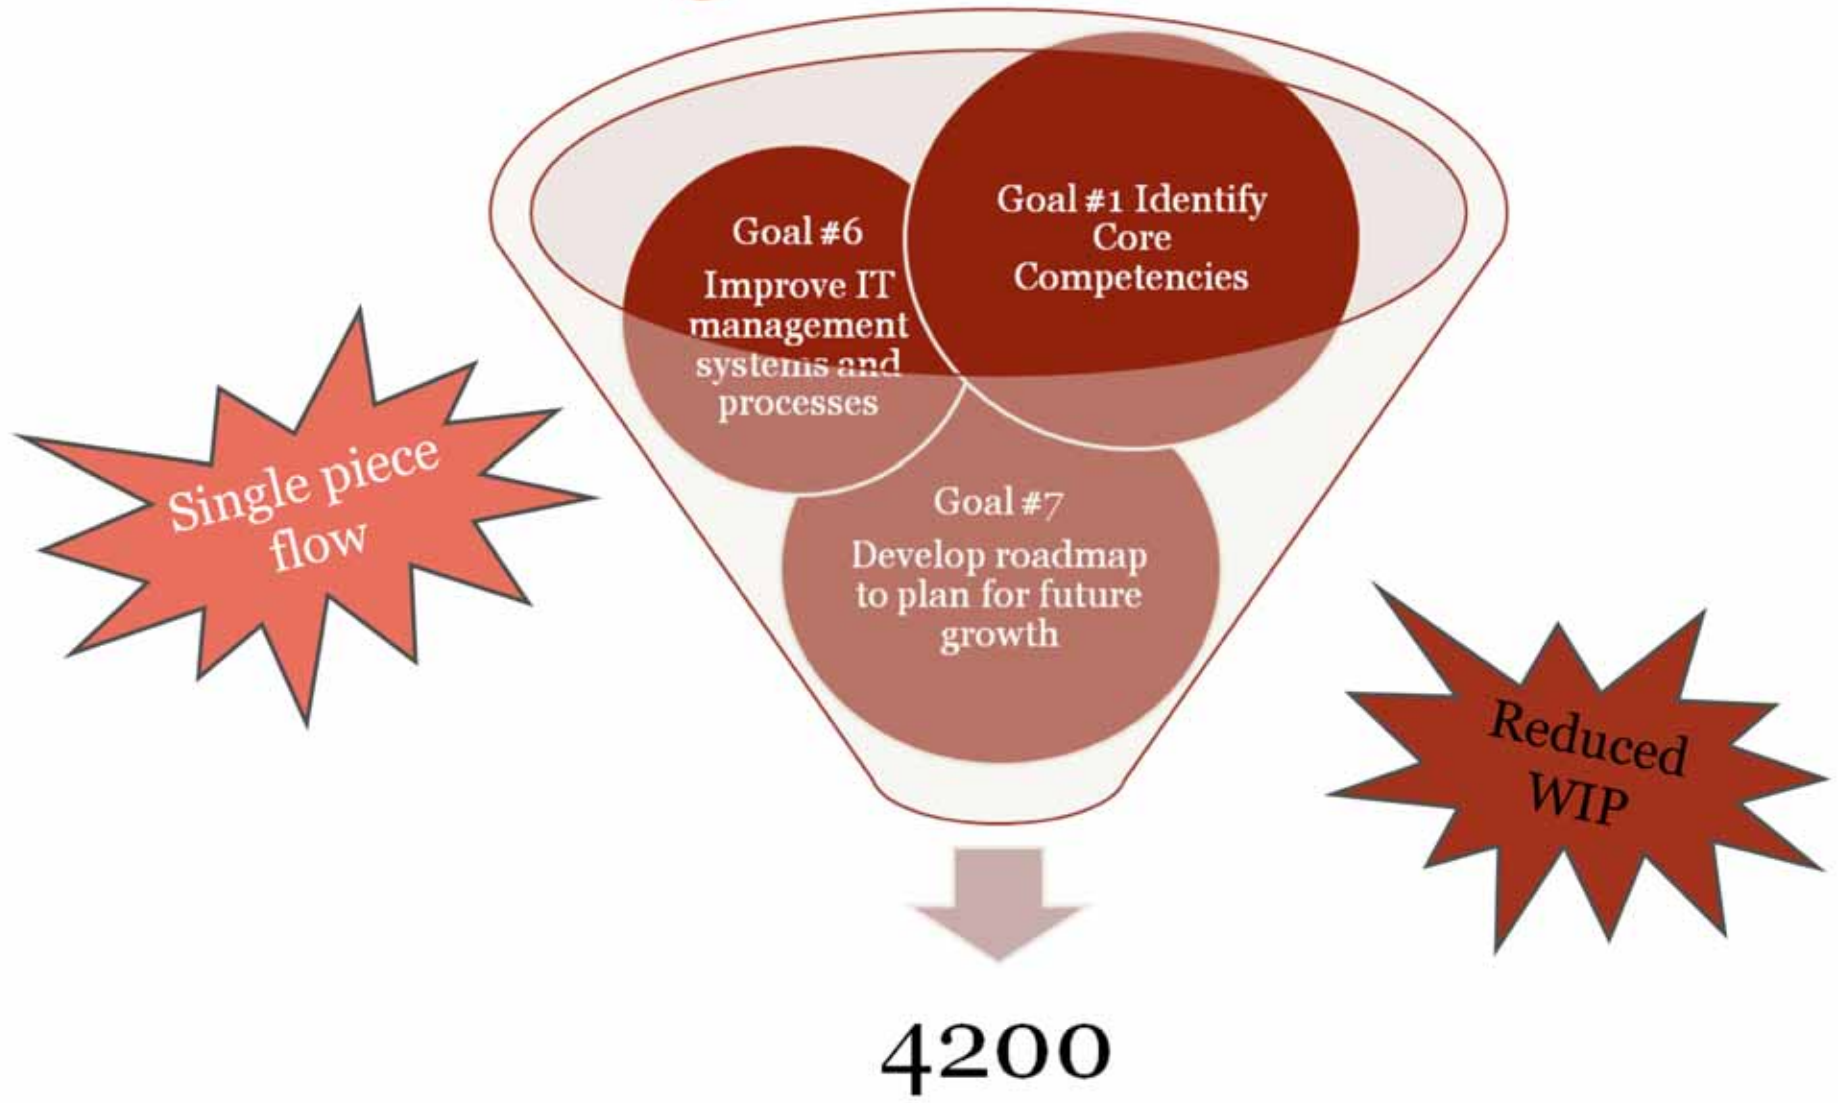 Goal #1 Identify
Core
Competencies
Goal #6
Improve IT
management
systems and
processes
Goal #7
Develop roadmap
to plan for future
growth
Single piece
flow
Reduced
WIP
4200